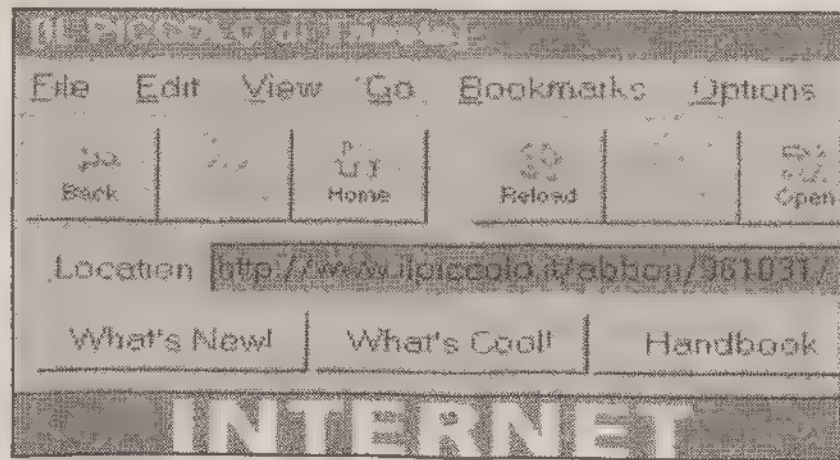 File Edit View Go Bookmarks Options
Back Home Reload Open
Location http://www.ilpiccolo.it/abbon/961031/
What's New! What's Cool! Handbook
INTERNET